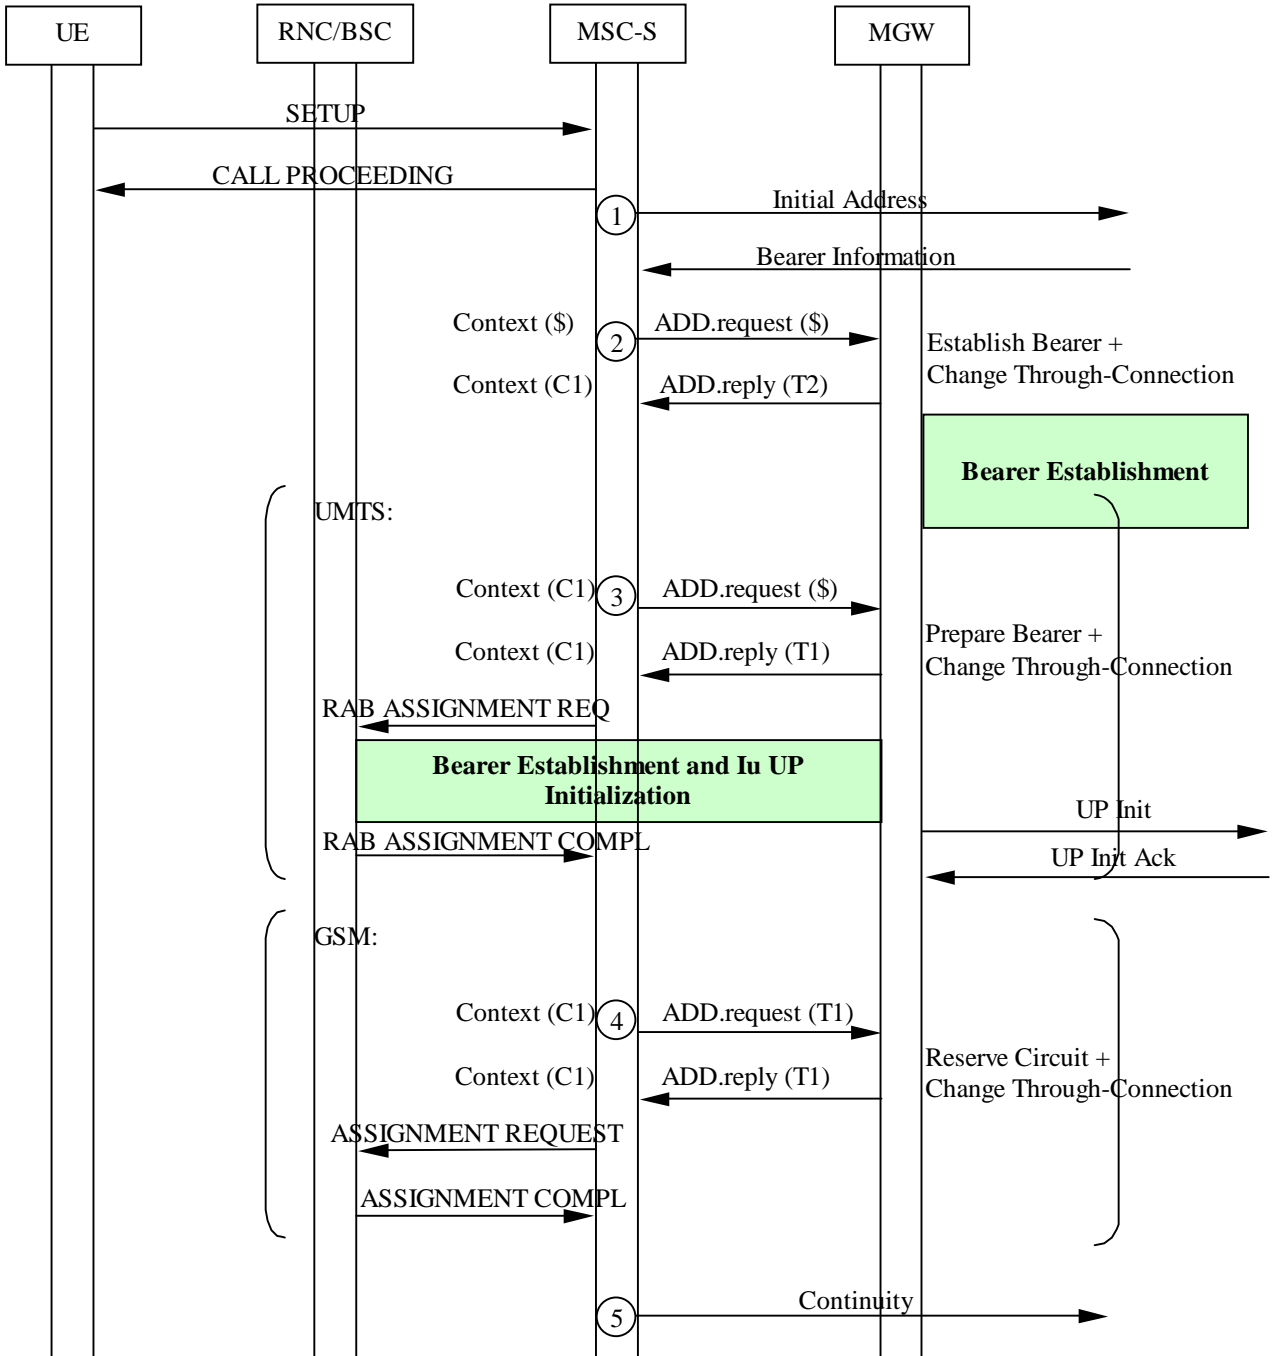 UE
RNC/BSC
MSC-S
MGW
SETUP
CALL PROCEEDING
1
Initial Address
Bearer Information
Context ($)
2
ADD.request ($)
Establish Bearer +
Change Through-Connection
Context (C1)
ADD.reply (T2)
Bearer Establishment
UMTS:
Context (C1)
3
ADD.request ($)
Prepare Bearer +
Change Through-Connection
Context (C1)
ADD.reply (T1)
RAB ASSIGNMENT REQ
Bearer Establishment and Iu UP
Initialization
UP Init
RAB ASSIGNMENT COMPL
UP Init Ack
GSM:
Context (C1)
4
ADD.request (T1)
Reserve Circuit +
Change Through-Connection
Context (C1)
ADD.reply (T1)
ASSIGNMENT REQUEST
ASSIGNMENT COMPL
5
Continuity